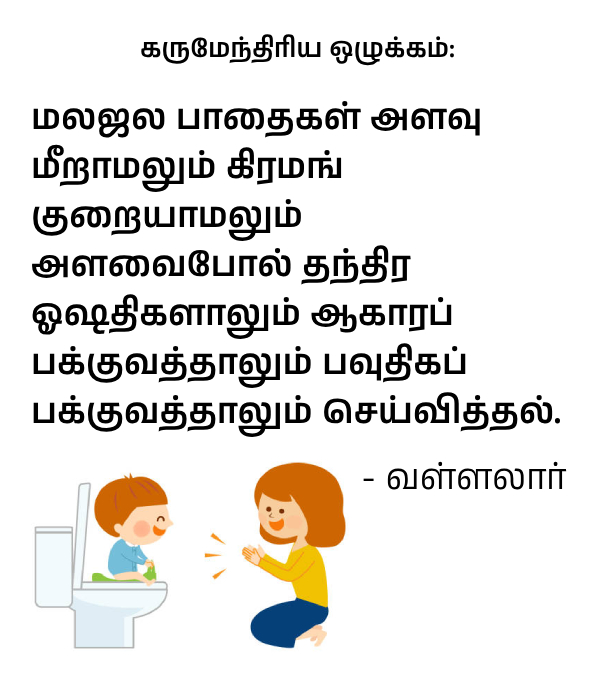 கருமேந்திரிய ஒழுக்கம்:
மலஜல பாதைகள் அளவு
மீறாமலும் கிரமங்
குறையாமலும்
அளவைபோல் தந்திர
ஓஷதிகளாலும் ஆகாரப்
பக்குவத்தாலும் பவுதிகப்
பக்குவத்தாலும் செய்வித்தல்.
- வள்ளலார்